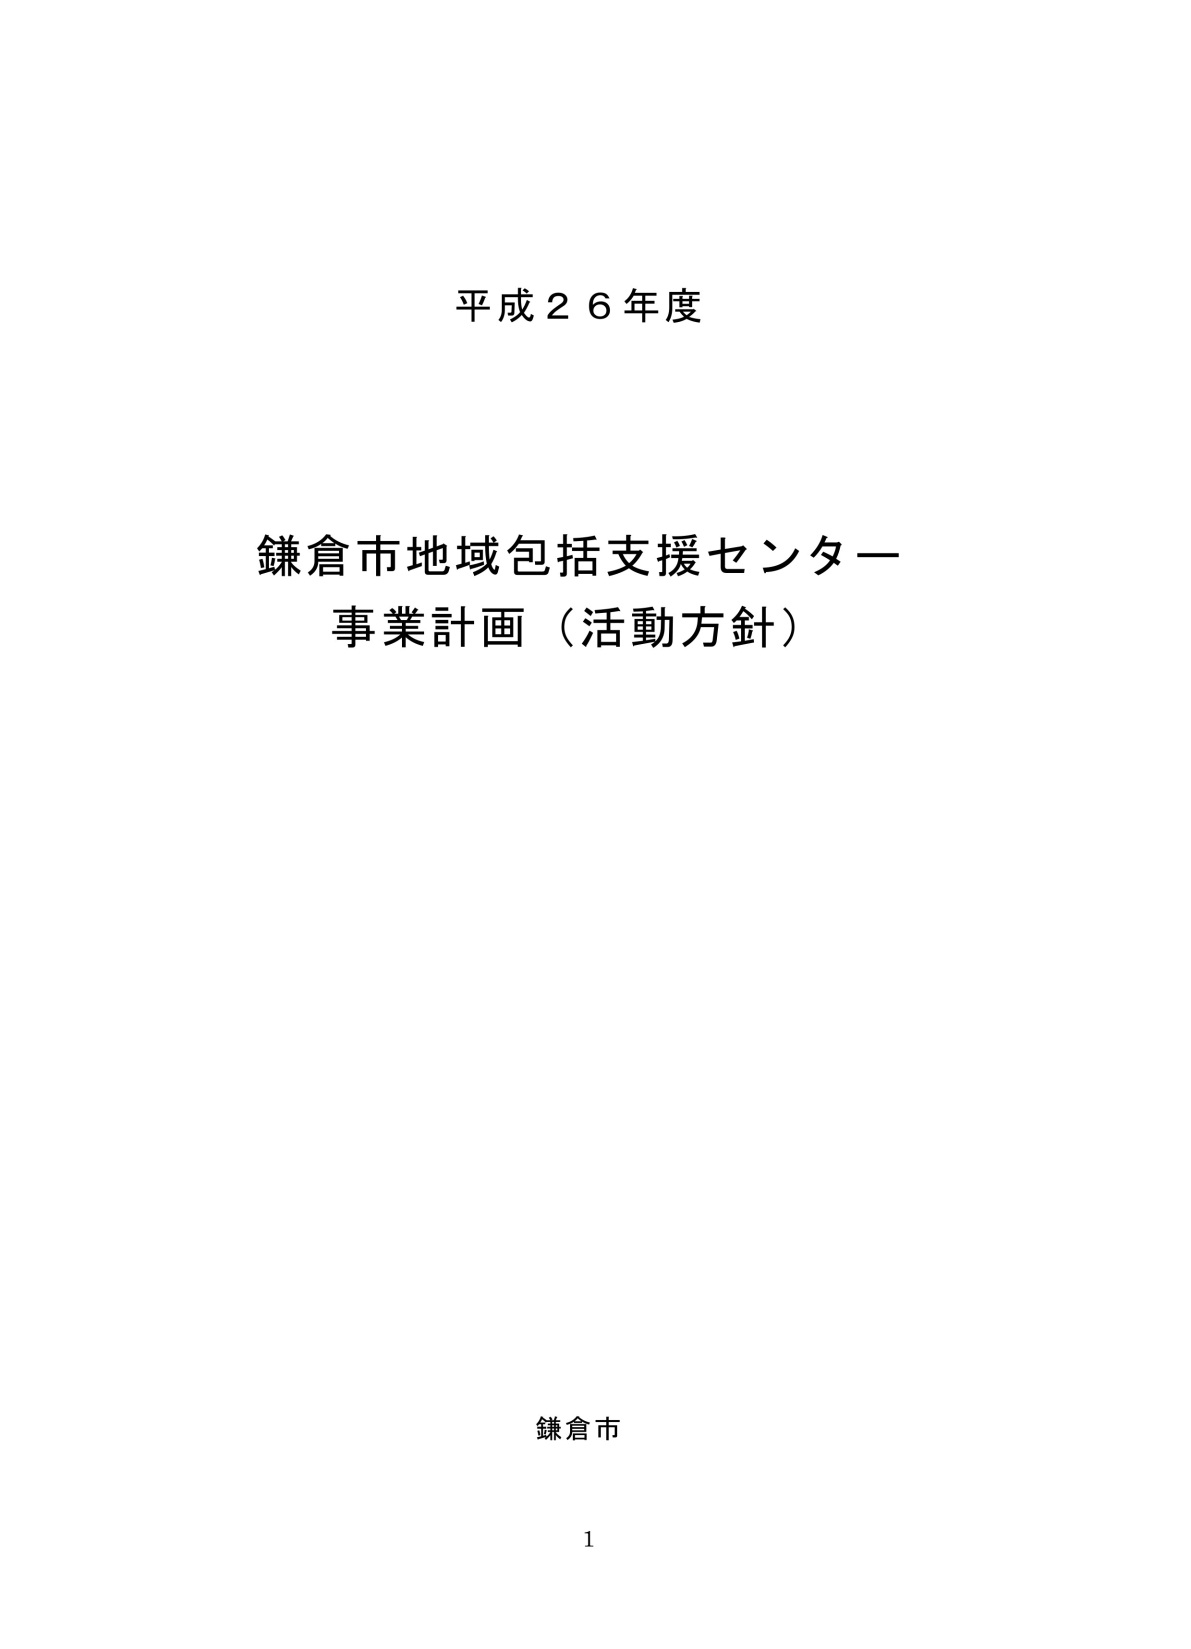 平成２６年度
鎌倉市地域包括支援センター
事業計画（活動方針）
鎌倉市
1